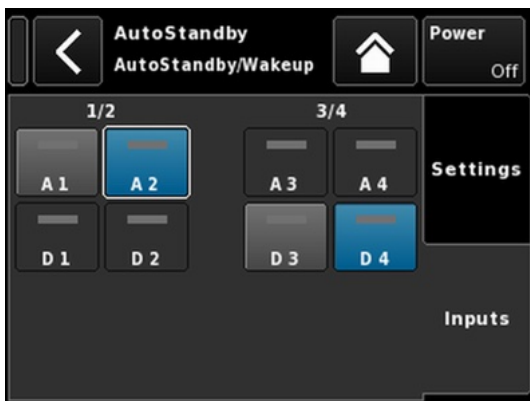 AutoStandby
AutoStandby/Wakeup
Power
Off
1/2
3/4
A 1
A 2
A 3
A 4
D 1
D 2
D 3
D 4
Settings
Inputs